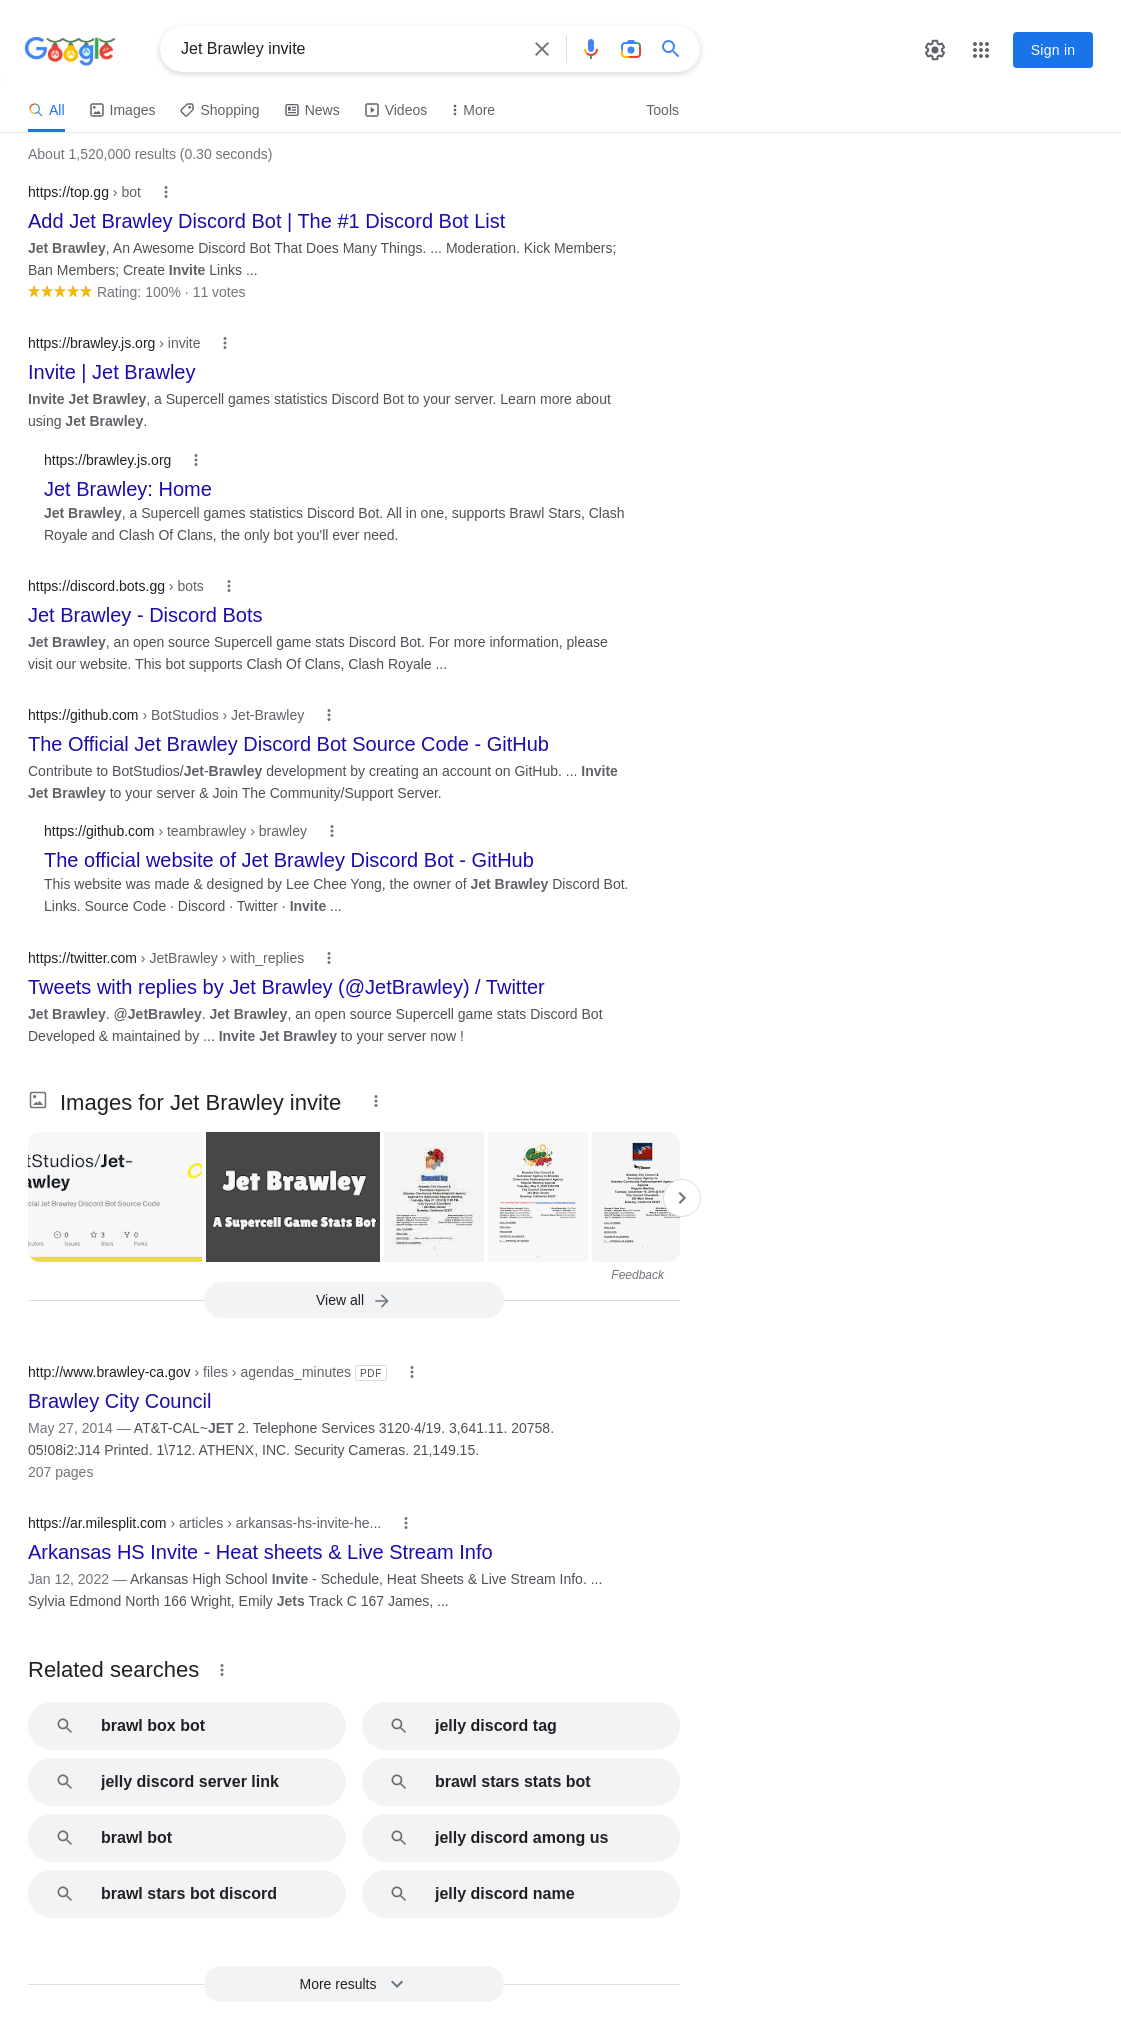 Google
Jet Brawley invite
Sign in
All
Images
Shopping
News
Videos
More
Tools
About 1,520,000 results (0.30 seconds)
https://top.gg › bot
Add Jet Brawley Discord Bot | The #1 Discord Bot List
Jet Brawley, An Awesome Discord Bot That Does Many Things. ... Moderation. Kick Members;
Ban Members; Create Invite Links ...
Rating: 100% · 11 votes
https://brawley.js.org › invite
Invite | Jet Brawley
Invite Jet Brawley, a Supercell games statistics Discord Bot to your server. Learn more about
using Jet Brawley.
https://brawley.js.org
Jet Brawley: Home
Jet Brawley, a Supercell games statistics Discord Bot. All in one, supports Brawl Stars, Clash
Royale and Clash Of Clans, the only bot you'll ever need.
https://discord.bots.gg › bots
Jet Brawley - Discord Bots
Jet Brawley, an open source Supercell game stats Discord Bot. For more information, please
visit our website. This bot supports Clash Of Clans, Clash Royale ...
https://github.com › BotStudios › Jet-Brawley
The Official Jet Brawley Discord Bot Source Code - GitHub
Contribute to BotStudios/Jet-Brawley development by creating an account on GitHub. ... Invite
Jet Brawley to your server & Join The Community/Support Server.
https://github.com › teambrawley › brawley
The official website of Jet Brawley Discord Bot - GitHub
This website was made & designed by Lee Chee Yong, the owner of Jet Brawley Discord Bot.
Links. Source Code · Discord · Twitter · Invite ...
https://twitter.com › JetBrawley › with_replies
Tweets with replies by Jet Brawley (@JetBrawley) / Twitter
Jet Brawley. @JetBrawley. Jet Brawley, an open source Supercell game stats Discord Bot
Developed & maintained by ... Invite Jet Brawley to your server now !
Images for Jet Brawley invite
tStudios/Jet-
awley
cial Jet Brawley Discord Bot Source Code
0
3
0
Issues
Stars
Forks
Jet Brawley
A Supercell Game Stats Bot
Feedback
View all
http://www.brawley-ca.gov › files › agendas_minutes PDF
Brawley City Council
May 27, 2014 — AT&T-CAL~JET 2. Telephone Services 3120·4/19. 3,641.11. 20758.
05!08i2:J14 Printed. 1\712. ATHENX, INC. Security Cameras. 21,149.15.
207 pages
https://ar.milesplit.com › articles › arkansas-hs-invite-he...
Arkansas HS Invite - Heat sheets & Live Stream Info
Jan 12, 2022 — Arkansas High School Invite - Schedule, Heat Sheets & Live Stream Info. ...
Sylvia Edmond North 166 Wright, Emily Jets Track C 167 James, ...
Related searches
brawl box bot
jelly discord tag
jelly discord server link
brawl stars stats bot
brawl bot
jelly discord among us
brawl stars bot discord
jelly discord name
More results